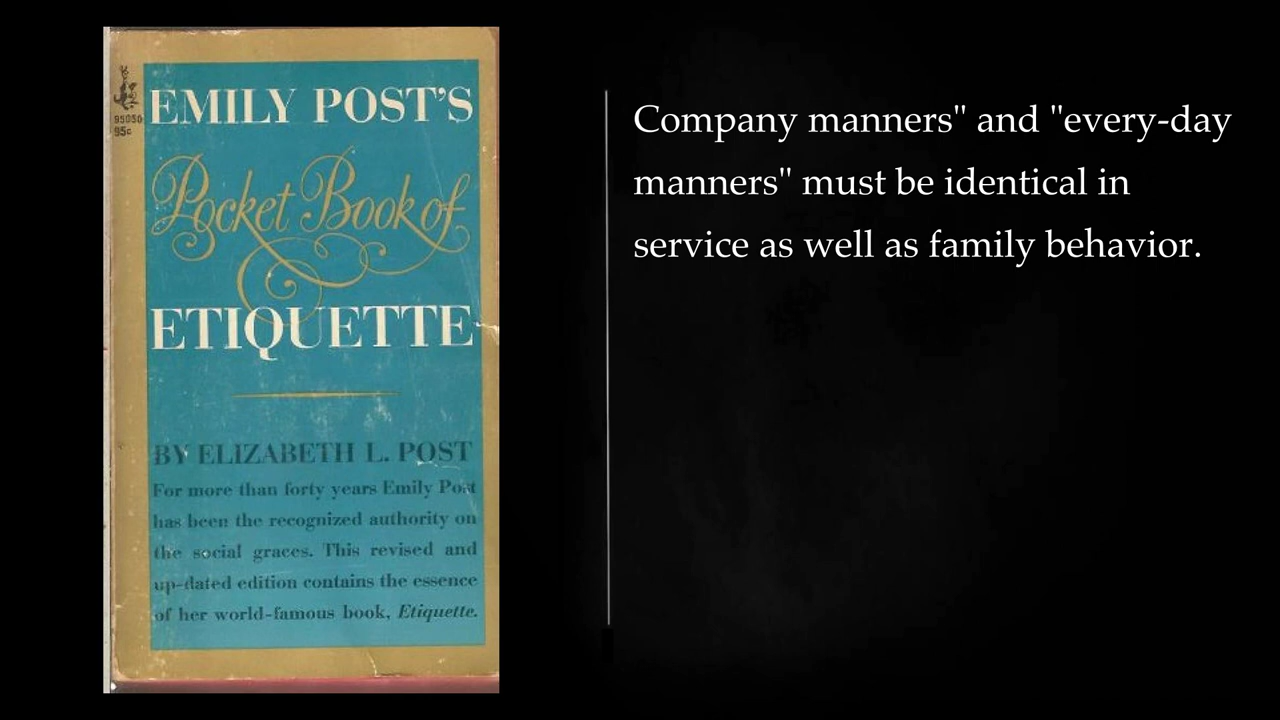 95050
95c
EMILY POST'S
Pocket Book of
ETIQUETTE
BY ELIZABETH L. POST
For more than forty years Emily Post
has been the recognized authority on
the social graces. This revised and
up-dated edition contains the essence
of her world-famous book, Etiquette.
Company manners" and "every-day
manners" must be identical in
service as well as family behavior.